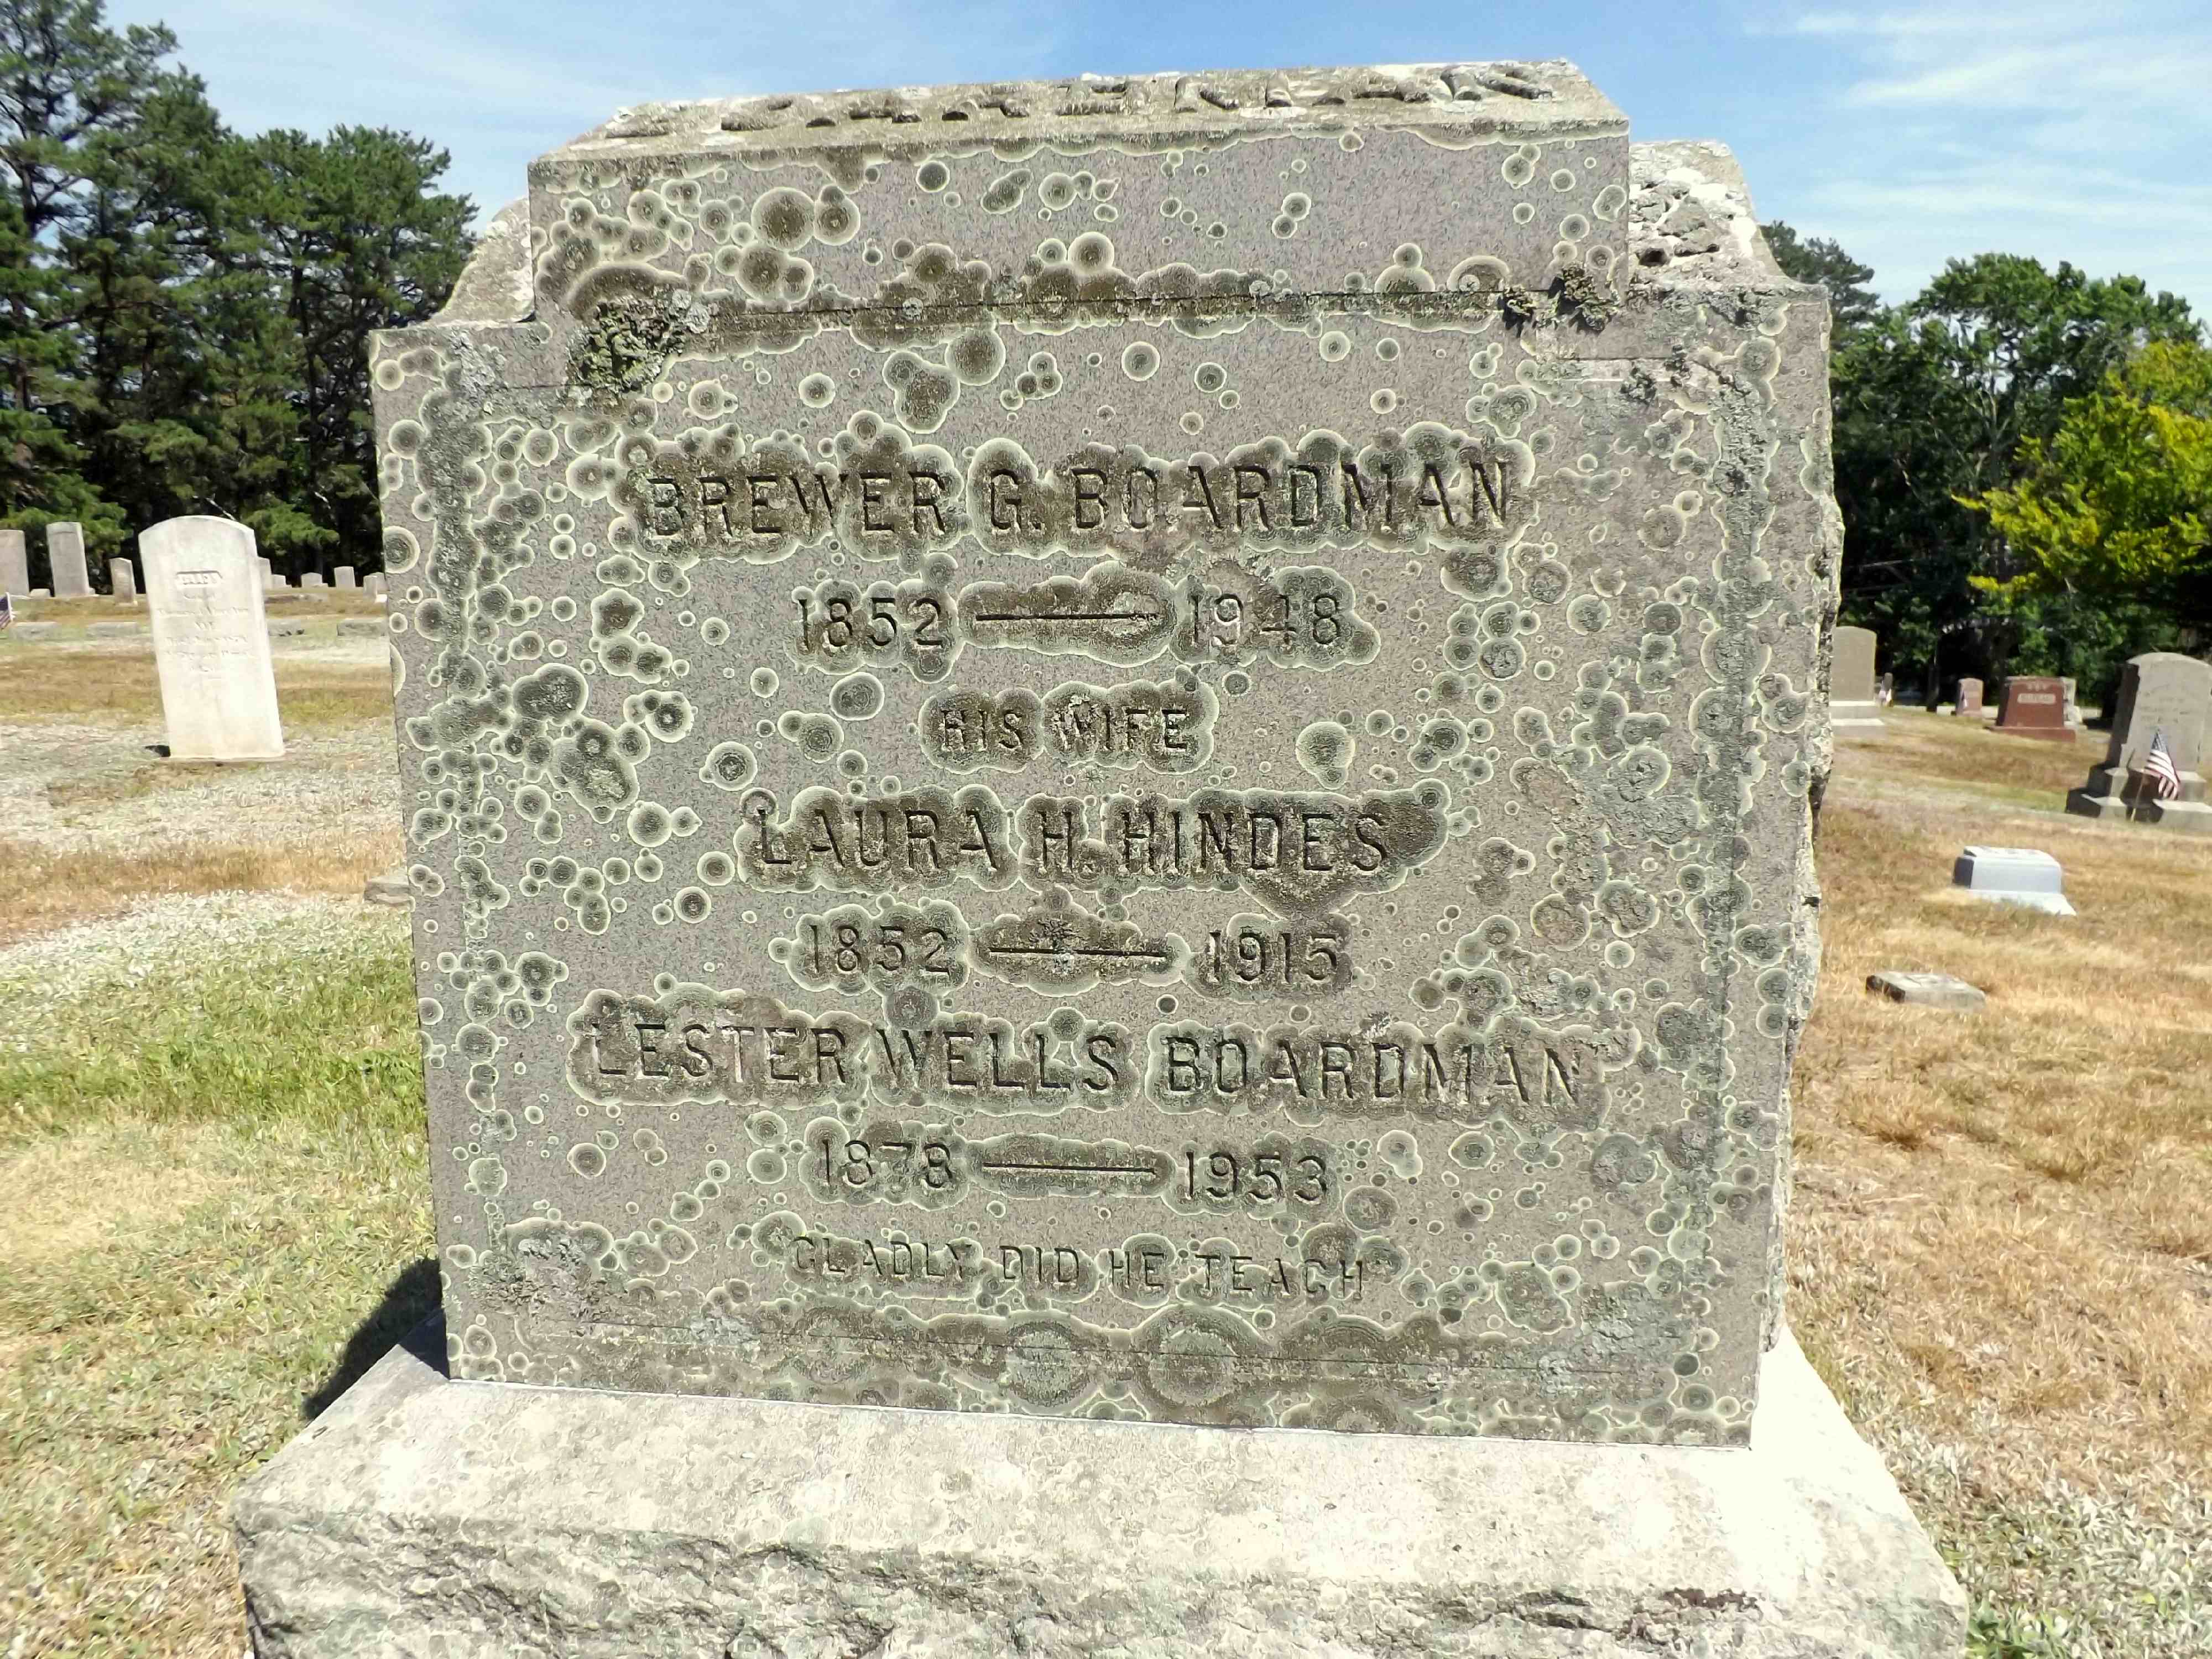 BOARDMAN
BREWER G. BOARDMAN
1852 — 1948
HIS WIFE
LAURA H. HINDES
1852 — 1915
LESTER WELLS BOARDMAN
1878 — 1953
"GLADLY DID HE TEACH"